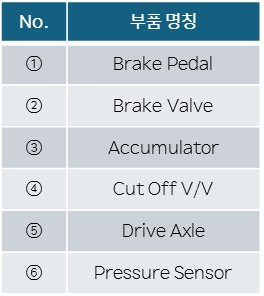 No. 부품 명칭
① Brake Pedal
② Brake Valve
③ Accumulator
④ Cut Off V/V
⑤ Drive Axle
⑥ Pressure Sensor